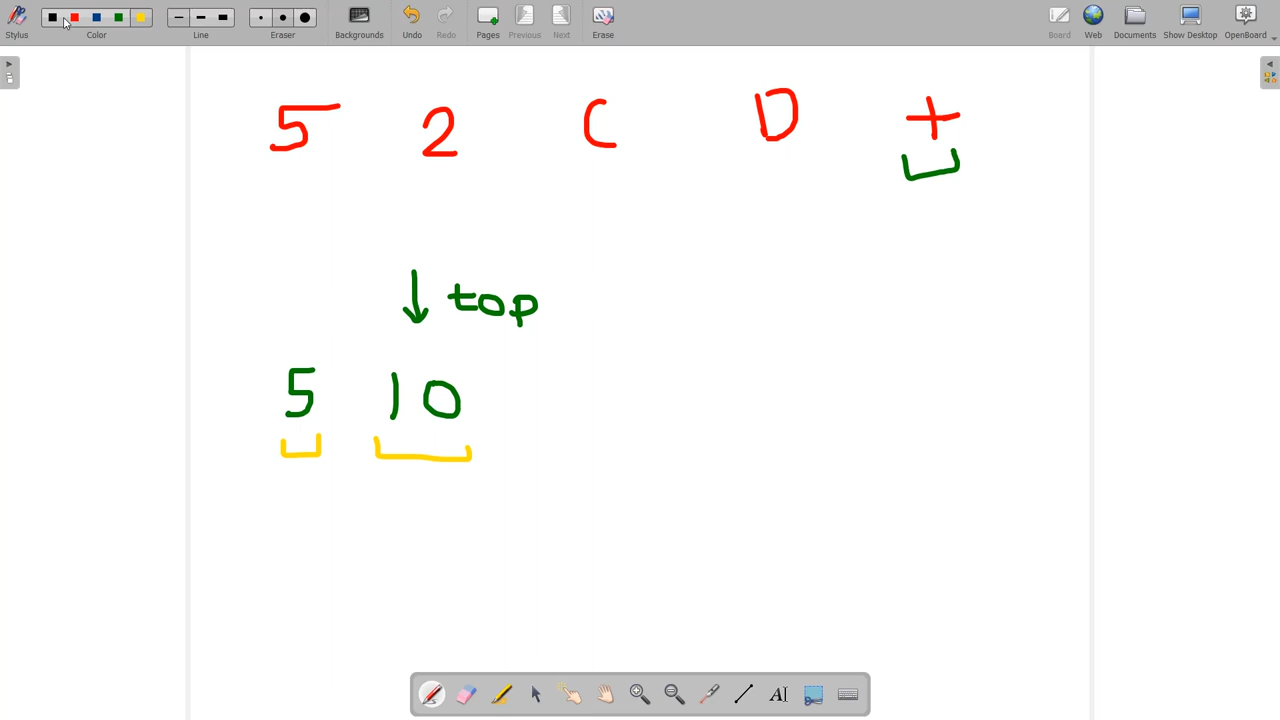 Stylus Color Line Eraser Backgrounds Undo Redo Pages Previous Next Erase Board Web Documents Show Desktop OpenBoard
5 2 C D +
↓ top
5 10